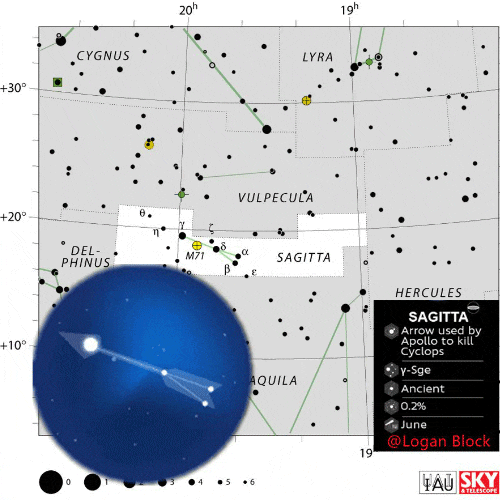 20h 19h
CYGNUS
LYRA
+30°
VULPECULA
+20°
θ
η γ ζ
δ α
M71 β ε
SAGITTA
DEL-
PHINUS
HERCULES
+10°
AQUILA
19
SAGITTA
Arrow used by
Apollo to kill
Cyclops
γ-Sge
Ancient
0.2%
June
@Logan Block
0 1 2 3 4 5 6
IAU
SKY
& TELESCOPE